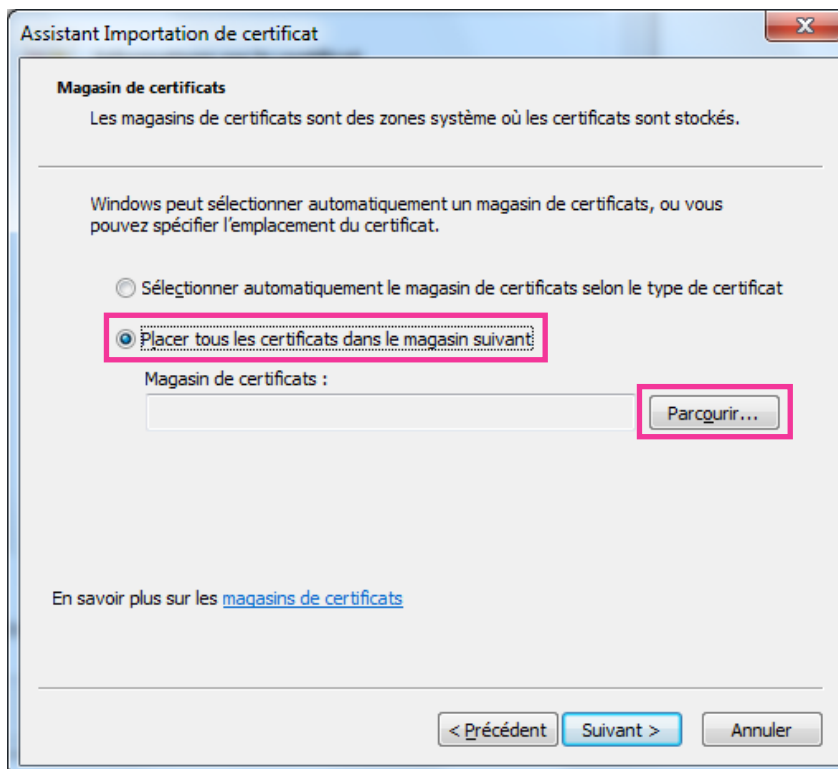 Assistant Importation de certificat
Magasin de certificats
Les magasins de certificats sont des zones système où les certificats sont stockés.
Windows peut sélectionner automatiquement un magasin de certificats, ou vous
pouvez spécifier l'emplacement du certificat.
Sélectionner automatiquement le magasin de certificats selon le type de certificat
Placer tous les certificats dans le magasin suivant
Magasin de certificats :
Parcourir...
En savoir plus sur les magasins de certificats
< Précédent Suivant > Annuler